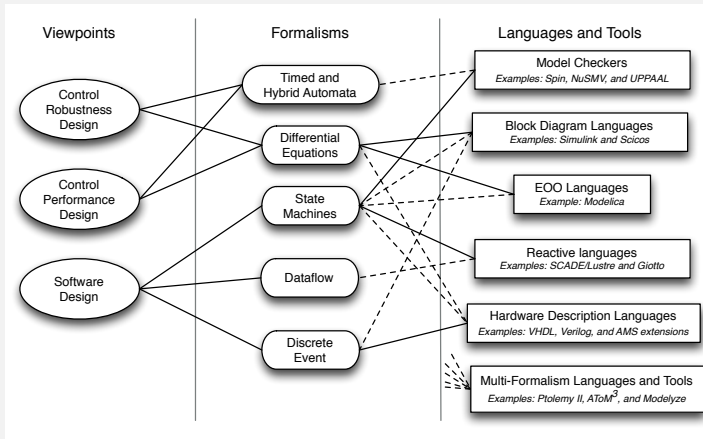 Viewpoints
Formalisms
Languages and Tools
Control
Robustness
Design
Control
Performance
Design
Software
Design
Timed and
Hybrid Automata
Differential
Equations
State
Machines
Dataflow
Discrete
Event
Model Checkers
Examples: Spin, NuSMV, and UPPAAL
Block Diagram Languages
Examples: Simulink and Scicos
EOO Languages
Example: Modelica
Reactive languages
Examples: SCADE/Lustre and Giotto
Hardware Description Languages
Examples: VHDL, Verilog, and AMS extensions
Multi-Formalism Languages and Tools
Examples: Ptolemy II, AToM³, and Modelyze